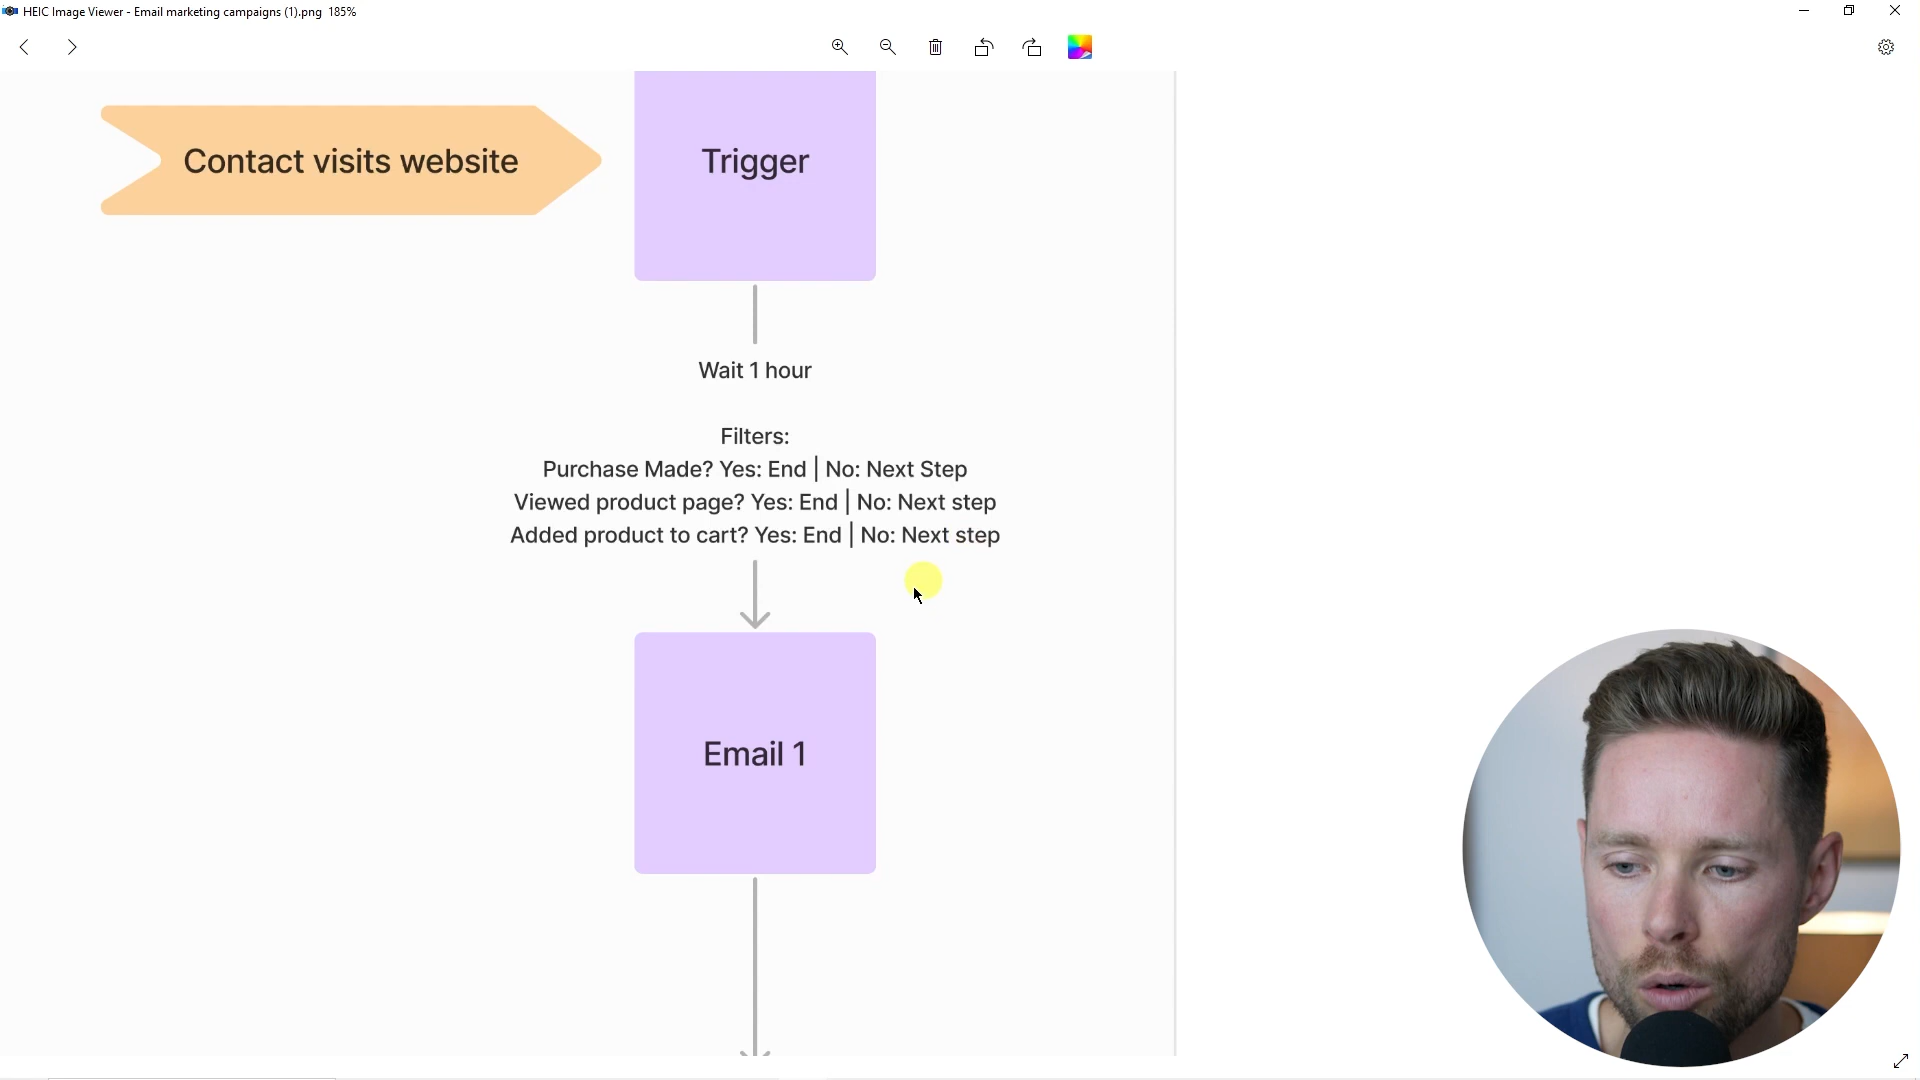 HEIC Image Viewer - Email marketing campaigns (1).png 185%
Contact visits website
Trigger
Wait 1 hour
Filters:
Purchase Made? Yes: End | No: Next Step
Viewed product page? Yes: End | No: Next step
Added product to cart? Yes: End | No: Next step
Email 1